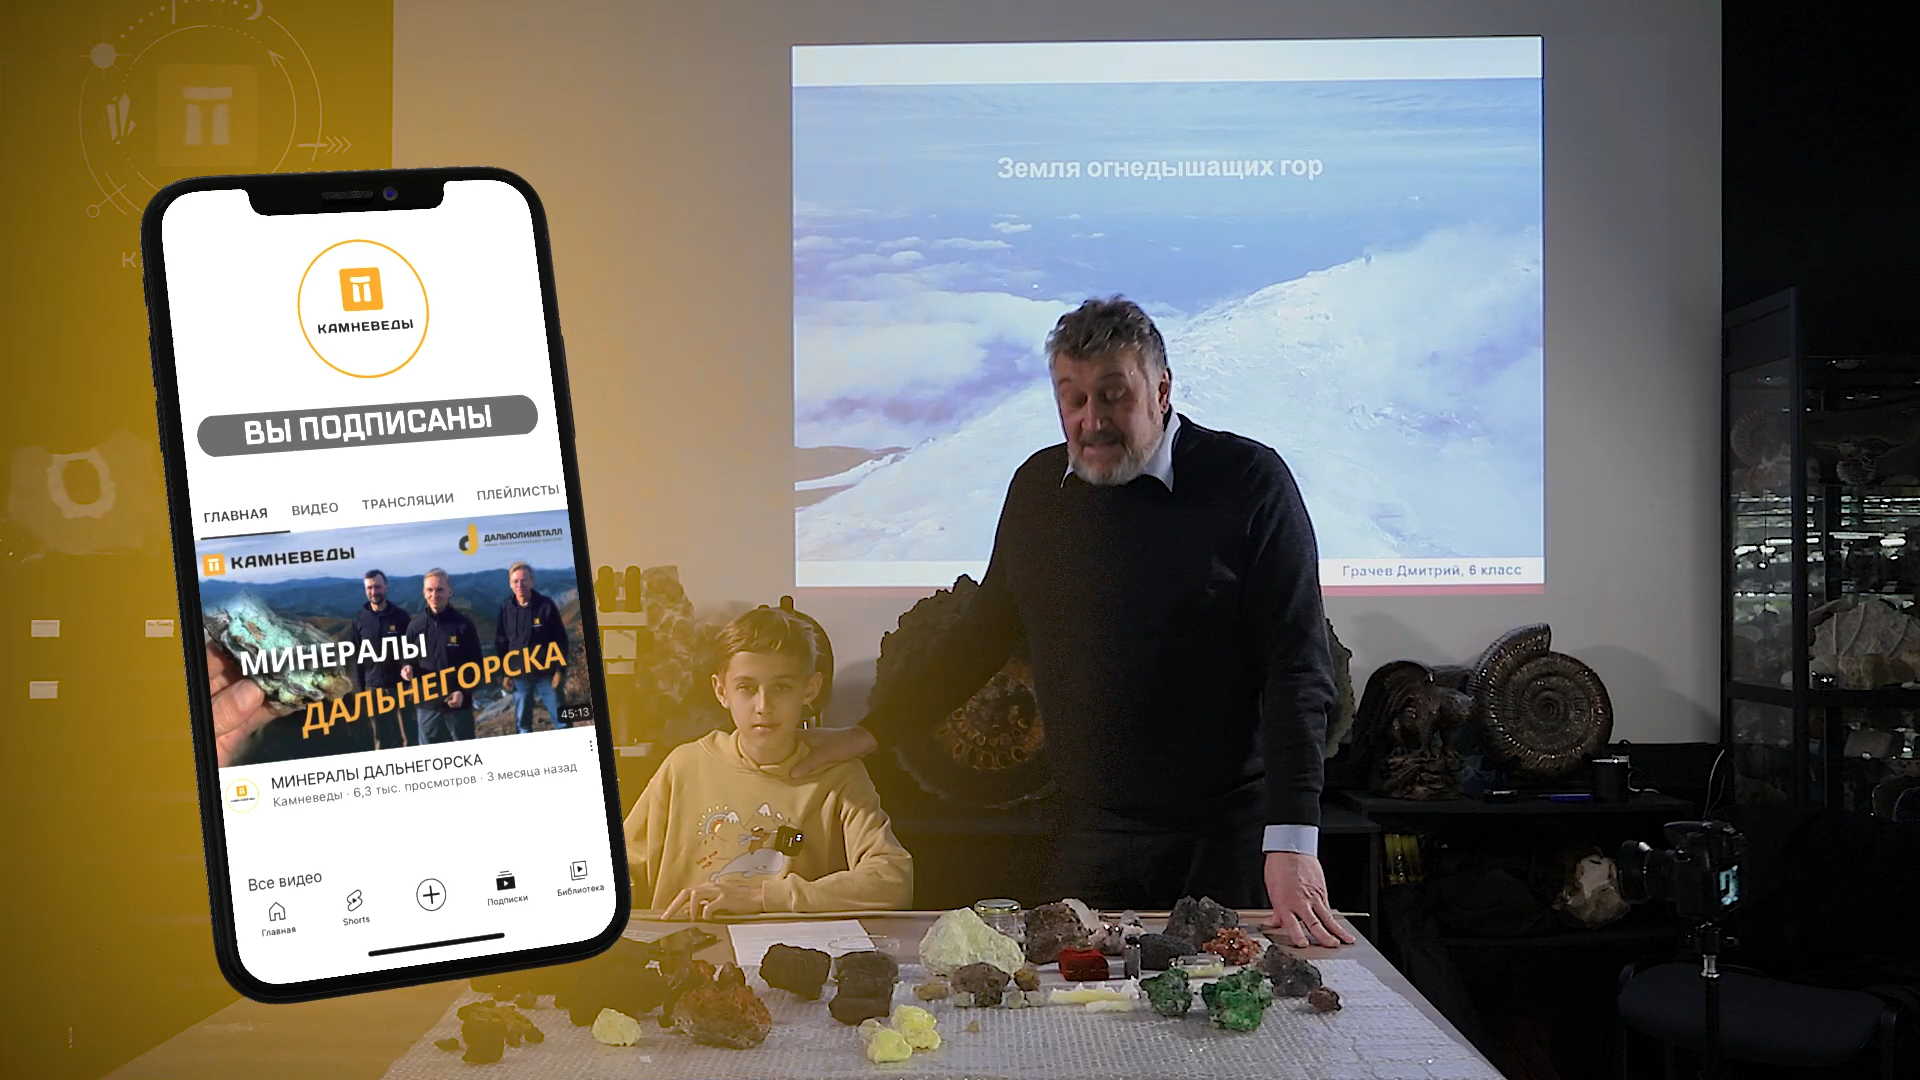 КАМНЕВЕДЫ
ВЫ ПОДПИСАНЫ
ГЛАВНАЯ ВИДЕО ТРАНСЛЯЦИИ ПЛЕЙЛИСТЫ
КАМНЕВЕДЫ
ДАЛЬПОЛИМЕТАЛЛ
МИНЕРАЛЫ
ДАЛЬНЕГОРСКА
45:13
МИНЕРАЛЫ ДАЛЬНЕГОРСКА
Камневеды · 6,3 тыс. просмотров · 3 месяца назад
Все видео
Главная
Shorts
Подписки
Библиотека
Земля огнедышащих гор
Грачев Дмитрий, 6 класс